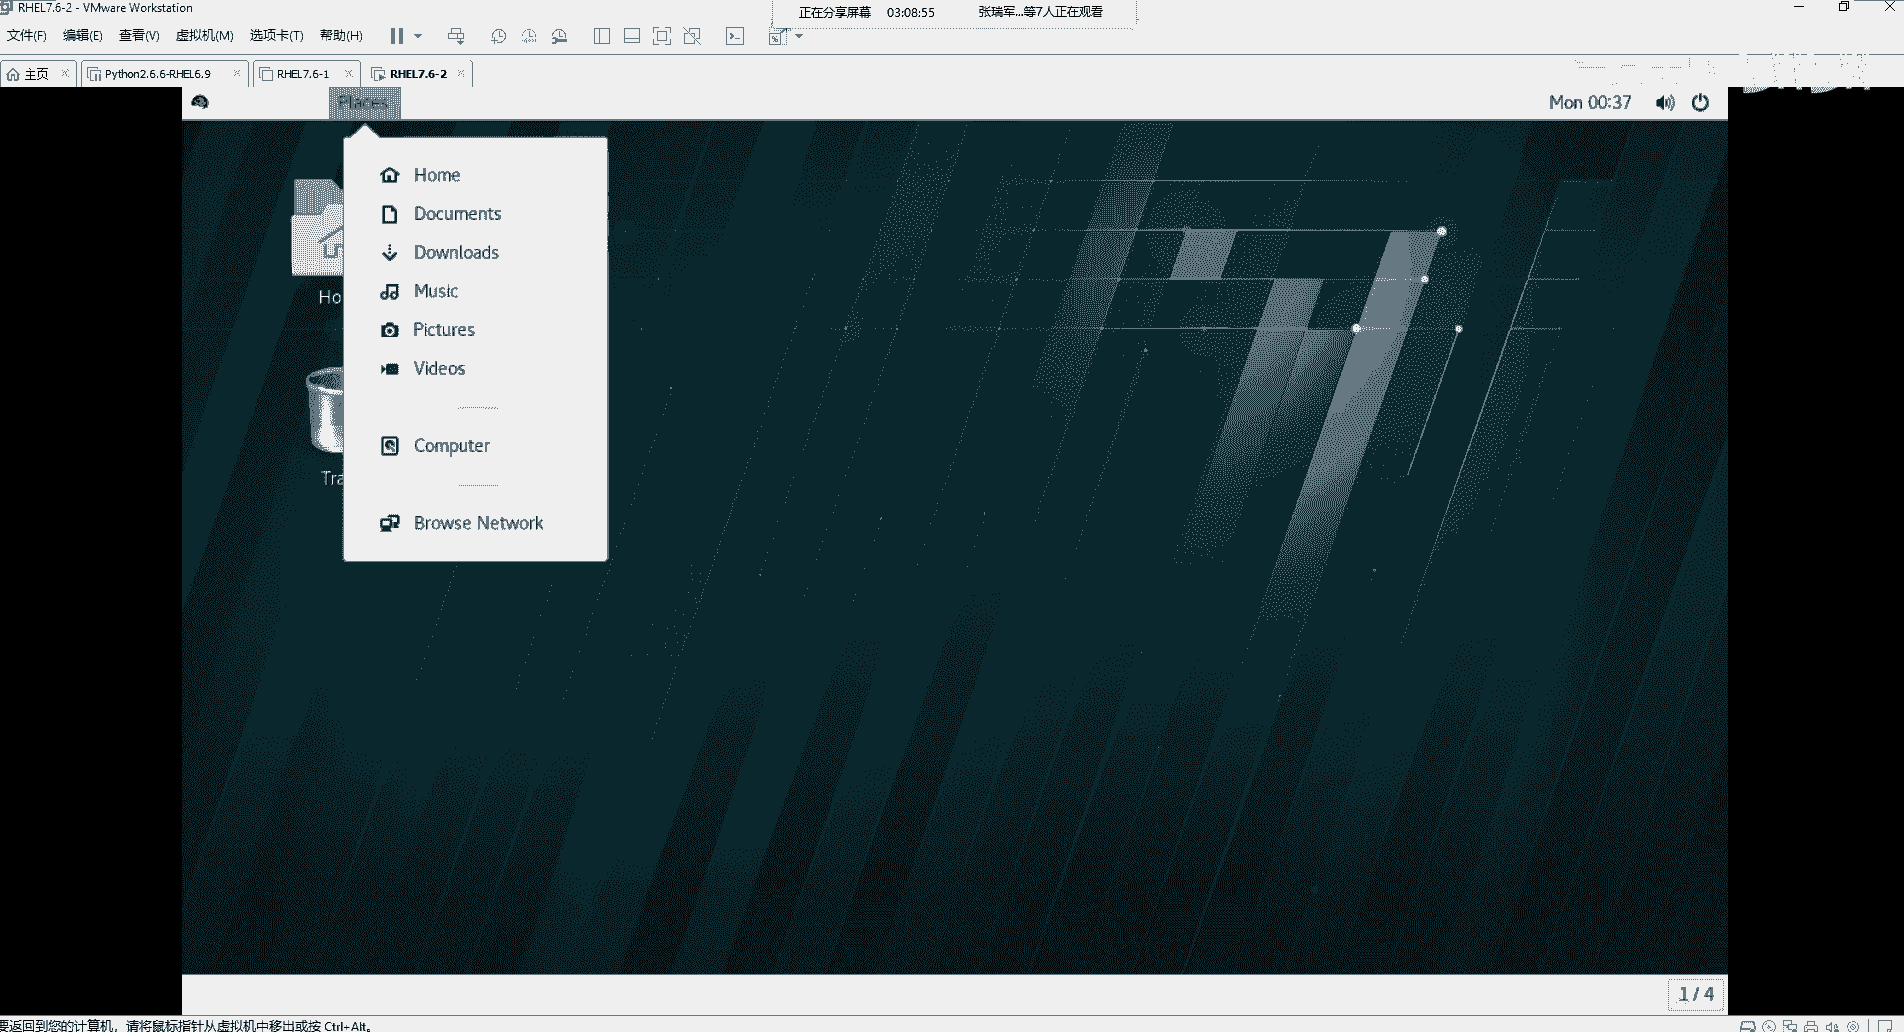 RHEL7.6-2 - VMware Workstation
正在分享屏幕 03:08:55 张瑞军...等7人正在观看
文件(F) 编辑(E) 查看(V) 虚拟机(M) 选项卡(T) 帮助(H)
主页 Python2.6.6-RHEL6.9 RHEL7.6-1 RHEL7.6-2
Places Mon 00:37
Home
Documents
Downloads
Music
Pictures
Videos
Computer
Browse Network
Ho
Tra
1 / 4
要返回到您的计算机，请将鼠标指针从虚拟机中移出或按 Ctrl+Alt。